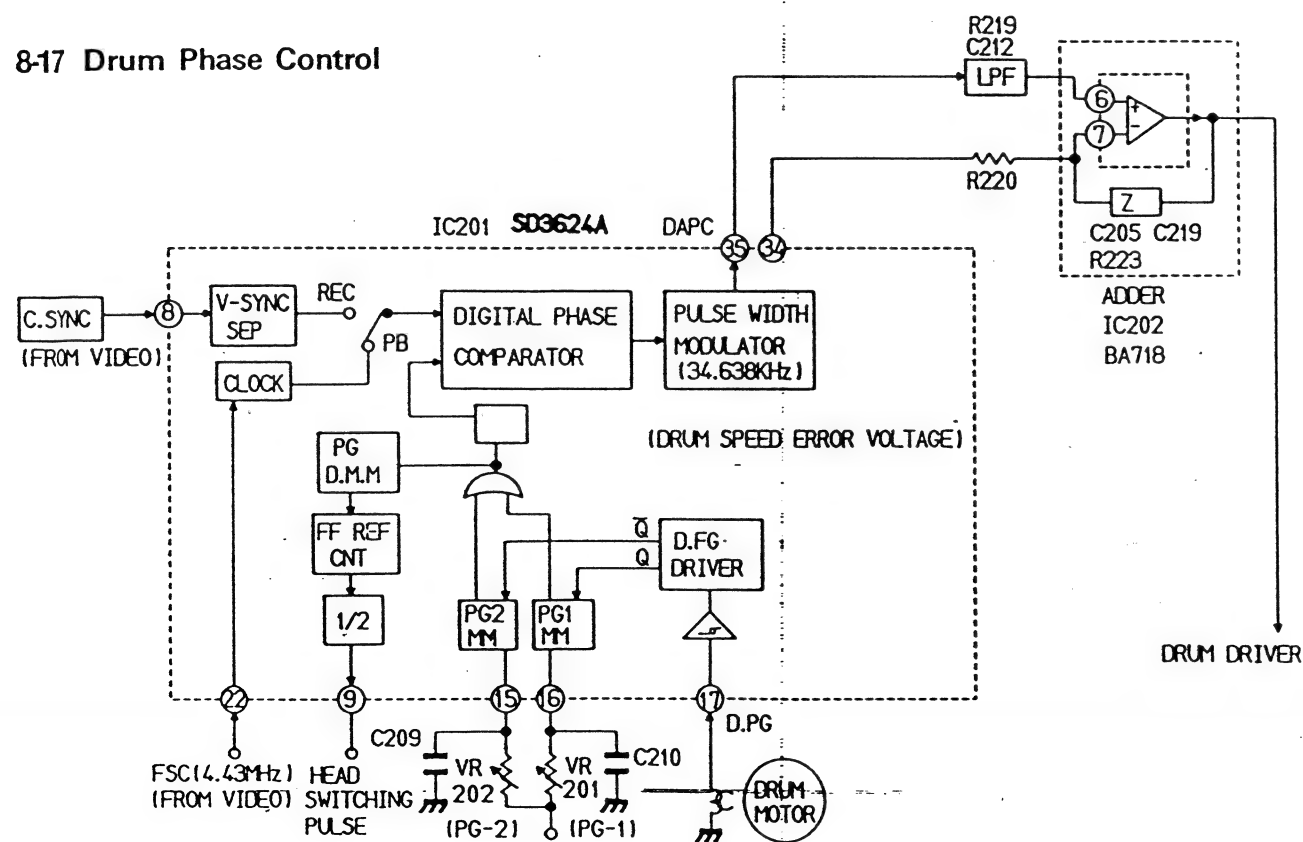 8-17 Drum Phase Control
R219
C212
LPF
6
+
7
-
R220
Z
C205 C219
R223
ADDER
IC202
BA718
IC201 SD3624A
DAPC
35
34
C.SYNC
(FROM VIDEO)
8
V-SYNC
SEP
REC
PB
CLOCK
DIGITAL PHASE
COMPARATOR
PULSE WIDTH
MODULATOR
(34.638KHz)
(DRUM SPEED ERROR VOLTAGE)
PG
D.M.M
FF REF
CNT
1/2
Q̅
Q
D.FG
DRIVER
PG2
MM
PG1
MM
DRUM DRIVER
22
9
15
16
17
D.PG
C209
VR
202
VR
201
C210
FSC(4.43MHz)
(FROM VIDEO)
HEAD
SWITCHING
PULSE
(PG-2)
(PG-1)
DRUM
MOTOR